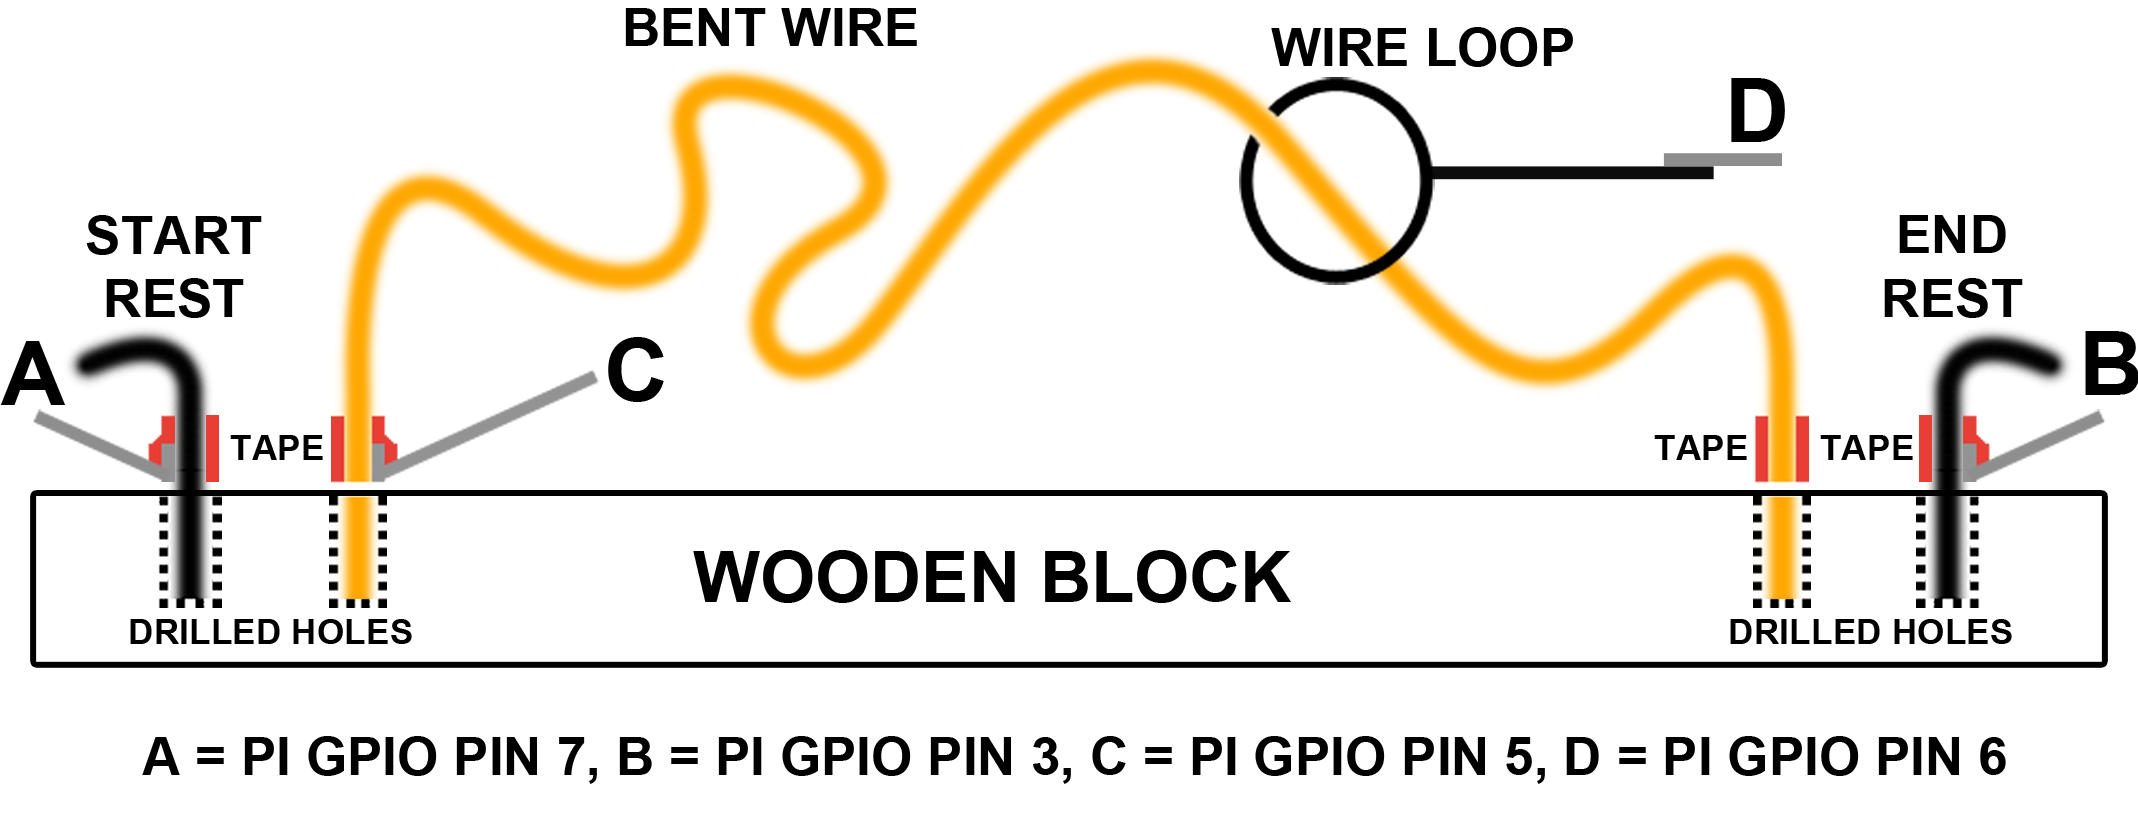 BENT WIRE
WIRE LOOP
D
START
REST
END
REST
A
C
B
TAPE
TAPE
TAPE
WOODEN BLOCK
DRILLED HOLES
DRILLED HOLES
A = PI GPIO PIN 7, B = PI GPIO PIN 3, C = PI GPIO PIN 5, D = PI GPIO PIN 6